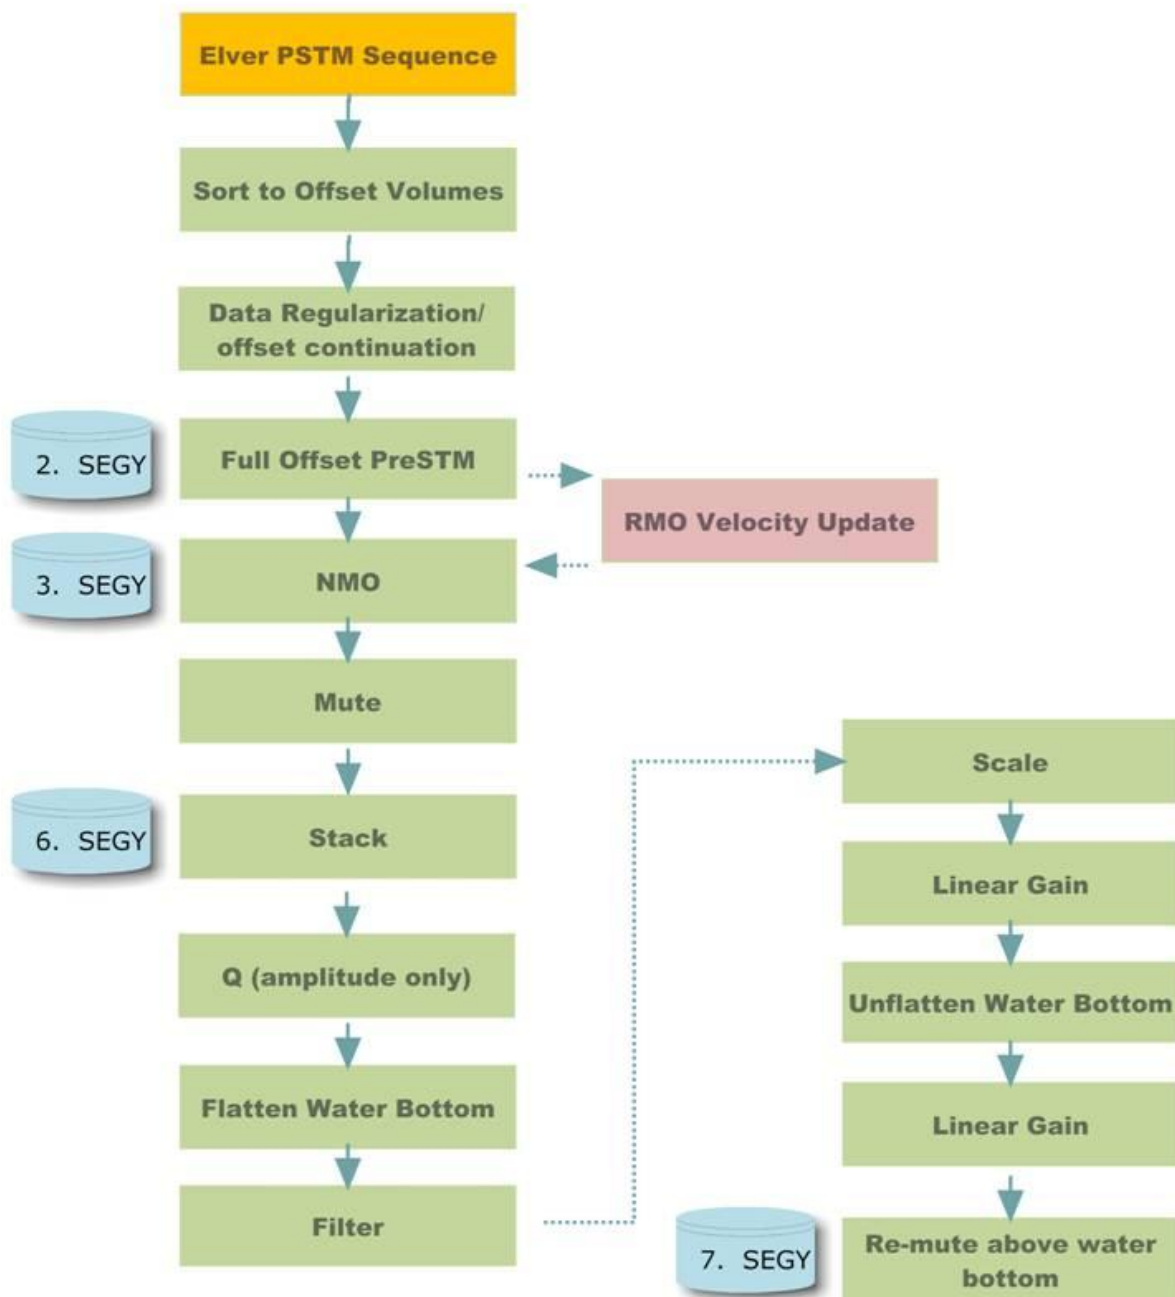 Elver PSTM Sequence
Sort to Offset Volumes
Data Regularization/
offset continuation
2. SEGY
Full Offset PreSTM
RMO Velocity Update
3. SEGY
NMO
Mute
6. SEGY
Stack
Q (amplitude only)
Flatten Water Bottom
Filter
Scale
Linear Gain
Unflatten Water Bottom
Linear Gain
7. SEGY
Re-mute above water
bottom